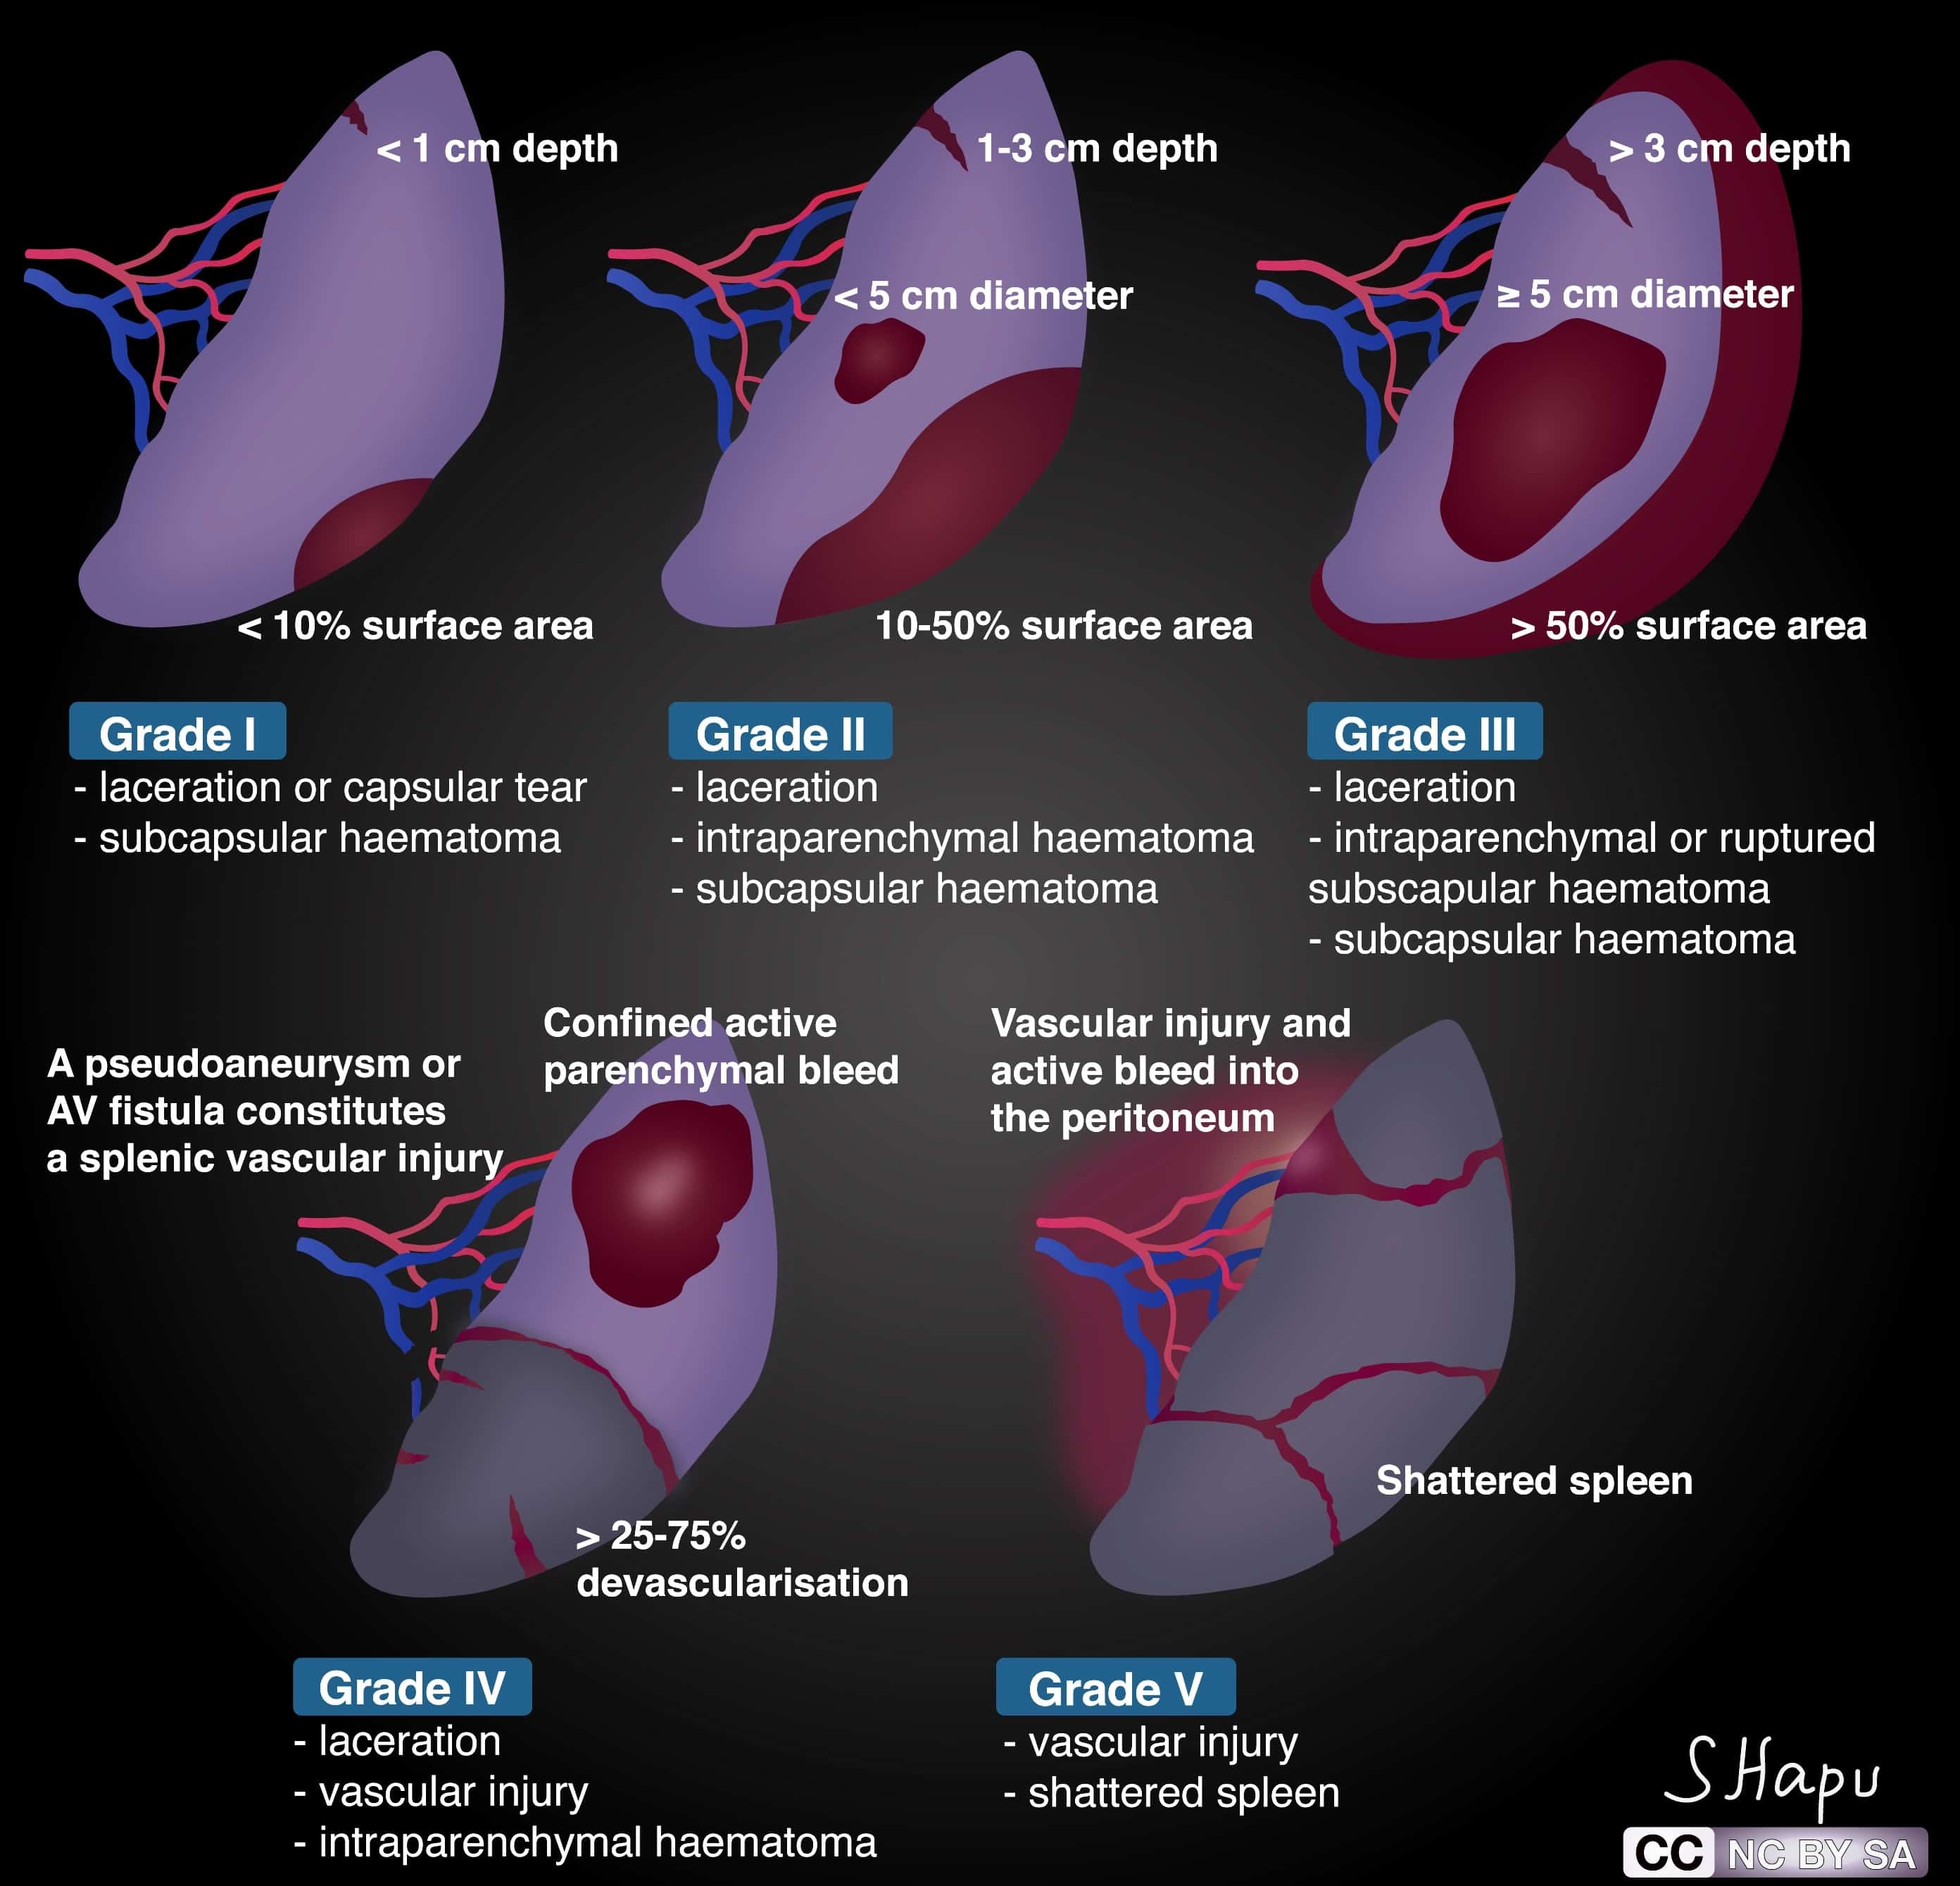 < 1 cm depth
< 10% surface area
Grade I
- laceration or capsular tear
- subcapsular haematoma
1-3 cm depth
< 5 cm diameter
10-50% surface area
Grade II
- laceration
- intraparenchymal haematoma
- subcapsular haematoma
> 3 cm depth
≥ 5 cm diameter
> 50% surface area
Grade III
- laceration
- intraparenchymal or ruptured
subscapular haematoma
- subcapsular haematoma
A pseudoaneurysm or
AV fistula constitutes
a splenic vascular injury
Confined active
parenchymal bleed
> 25-75%
devascularisation
Grade IV
- laceration
- vascular injury
- intraparenchymal haematoma
Vascular injury and
active bleed into
the peritoneum
Shattered spleen
Grade V
- vascular injury
- shattered spleen
SHapu
CC NC BY SA